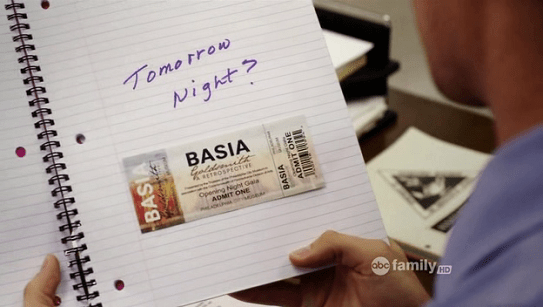 Tomorrow
Night?
BASIA
Goldsmith
A RETROSPECTIVE
Opening Night Gala
ADMIT ONE
BASIA
BASIA
ADMIT ONE
abc family HD